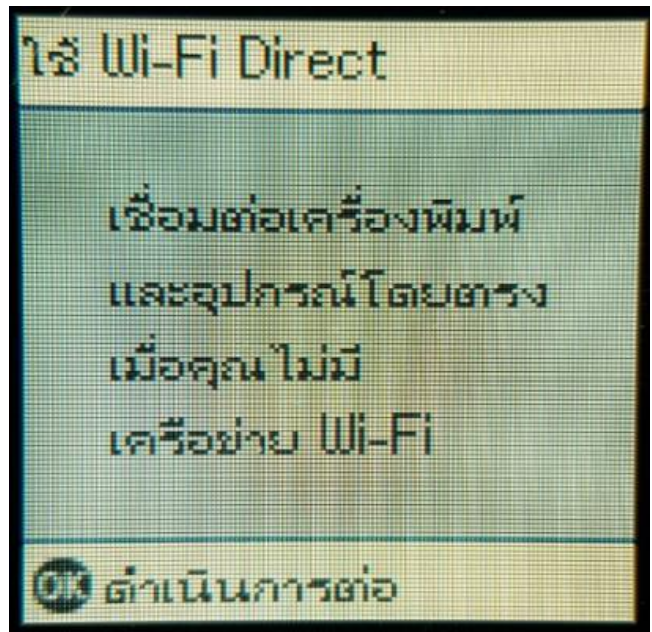 ใช้ Wi-Fi Direct
เชื่อมต่อเครื่องพิมพ์
และอุปกรณ์โดยตรง
เมื่อคุณไม่มี
เครือข่าย Wi-Fi
OK ดำเนินการต่อ